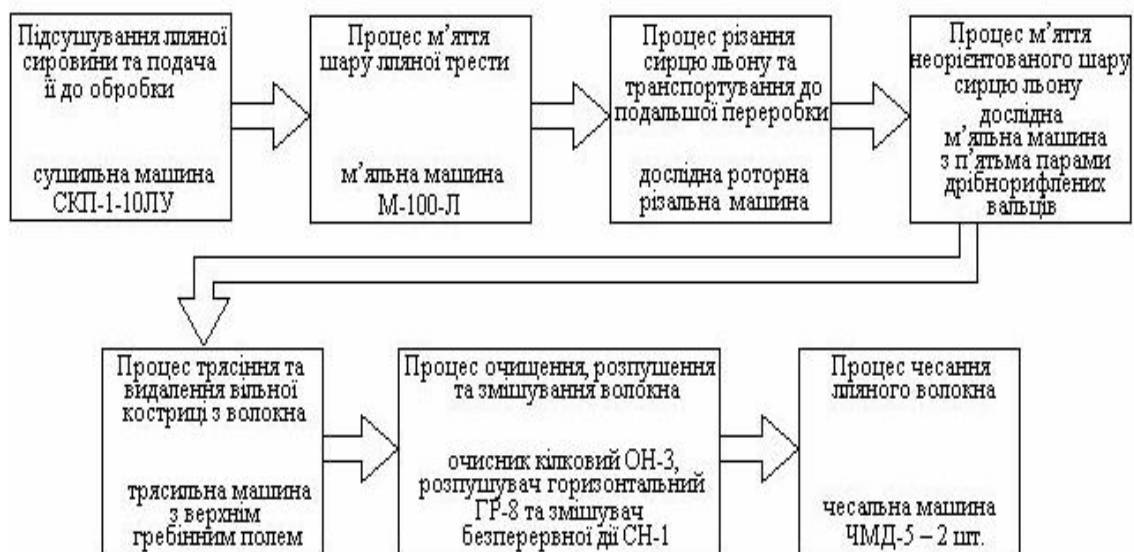 Підсушування лляної
сировини та подача
її до обробки
сушильна машина
СКП-1-10ЛУ
Процес м’яття
шару лляної трести
м’яльна машина
М-100-Л
Процес різання
сирцю льону та
транспортування до
подальшої переробки
дослідна роторна
різальна машина
Процес м’яття
неорієнтованого шару
сирцю льону
дослідна
м’яльна машина
з п’ятьма парами
дрібнорифлених
вальців
Процес трясіння та
видалення вільної
костриці з волокна
трясильна машина
з верхнім
гребінним полем
Процес очищення, розпушення
та змішування волокна
очисник кілковий ОН-3,
розпушувач горизонтальний
ГР-8 та змішувач
безперервної дії СН-1
Процес чесання
лляного волокна
чесальна машина
ЧМД-5 – 2 шт.